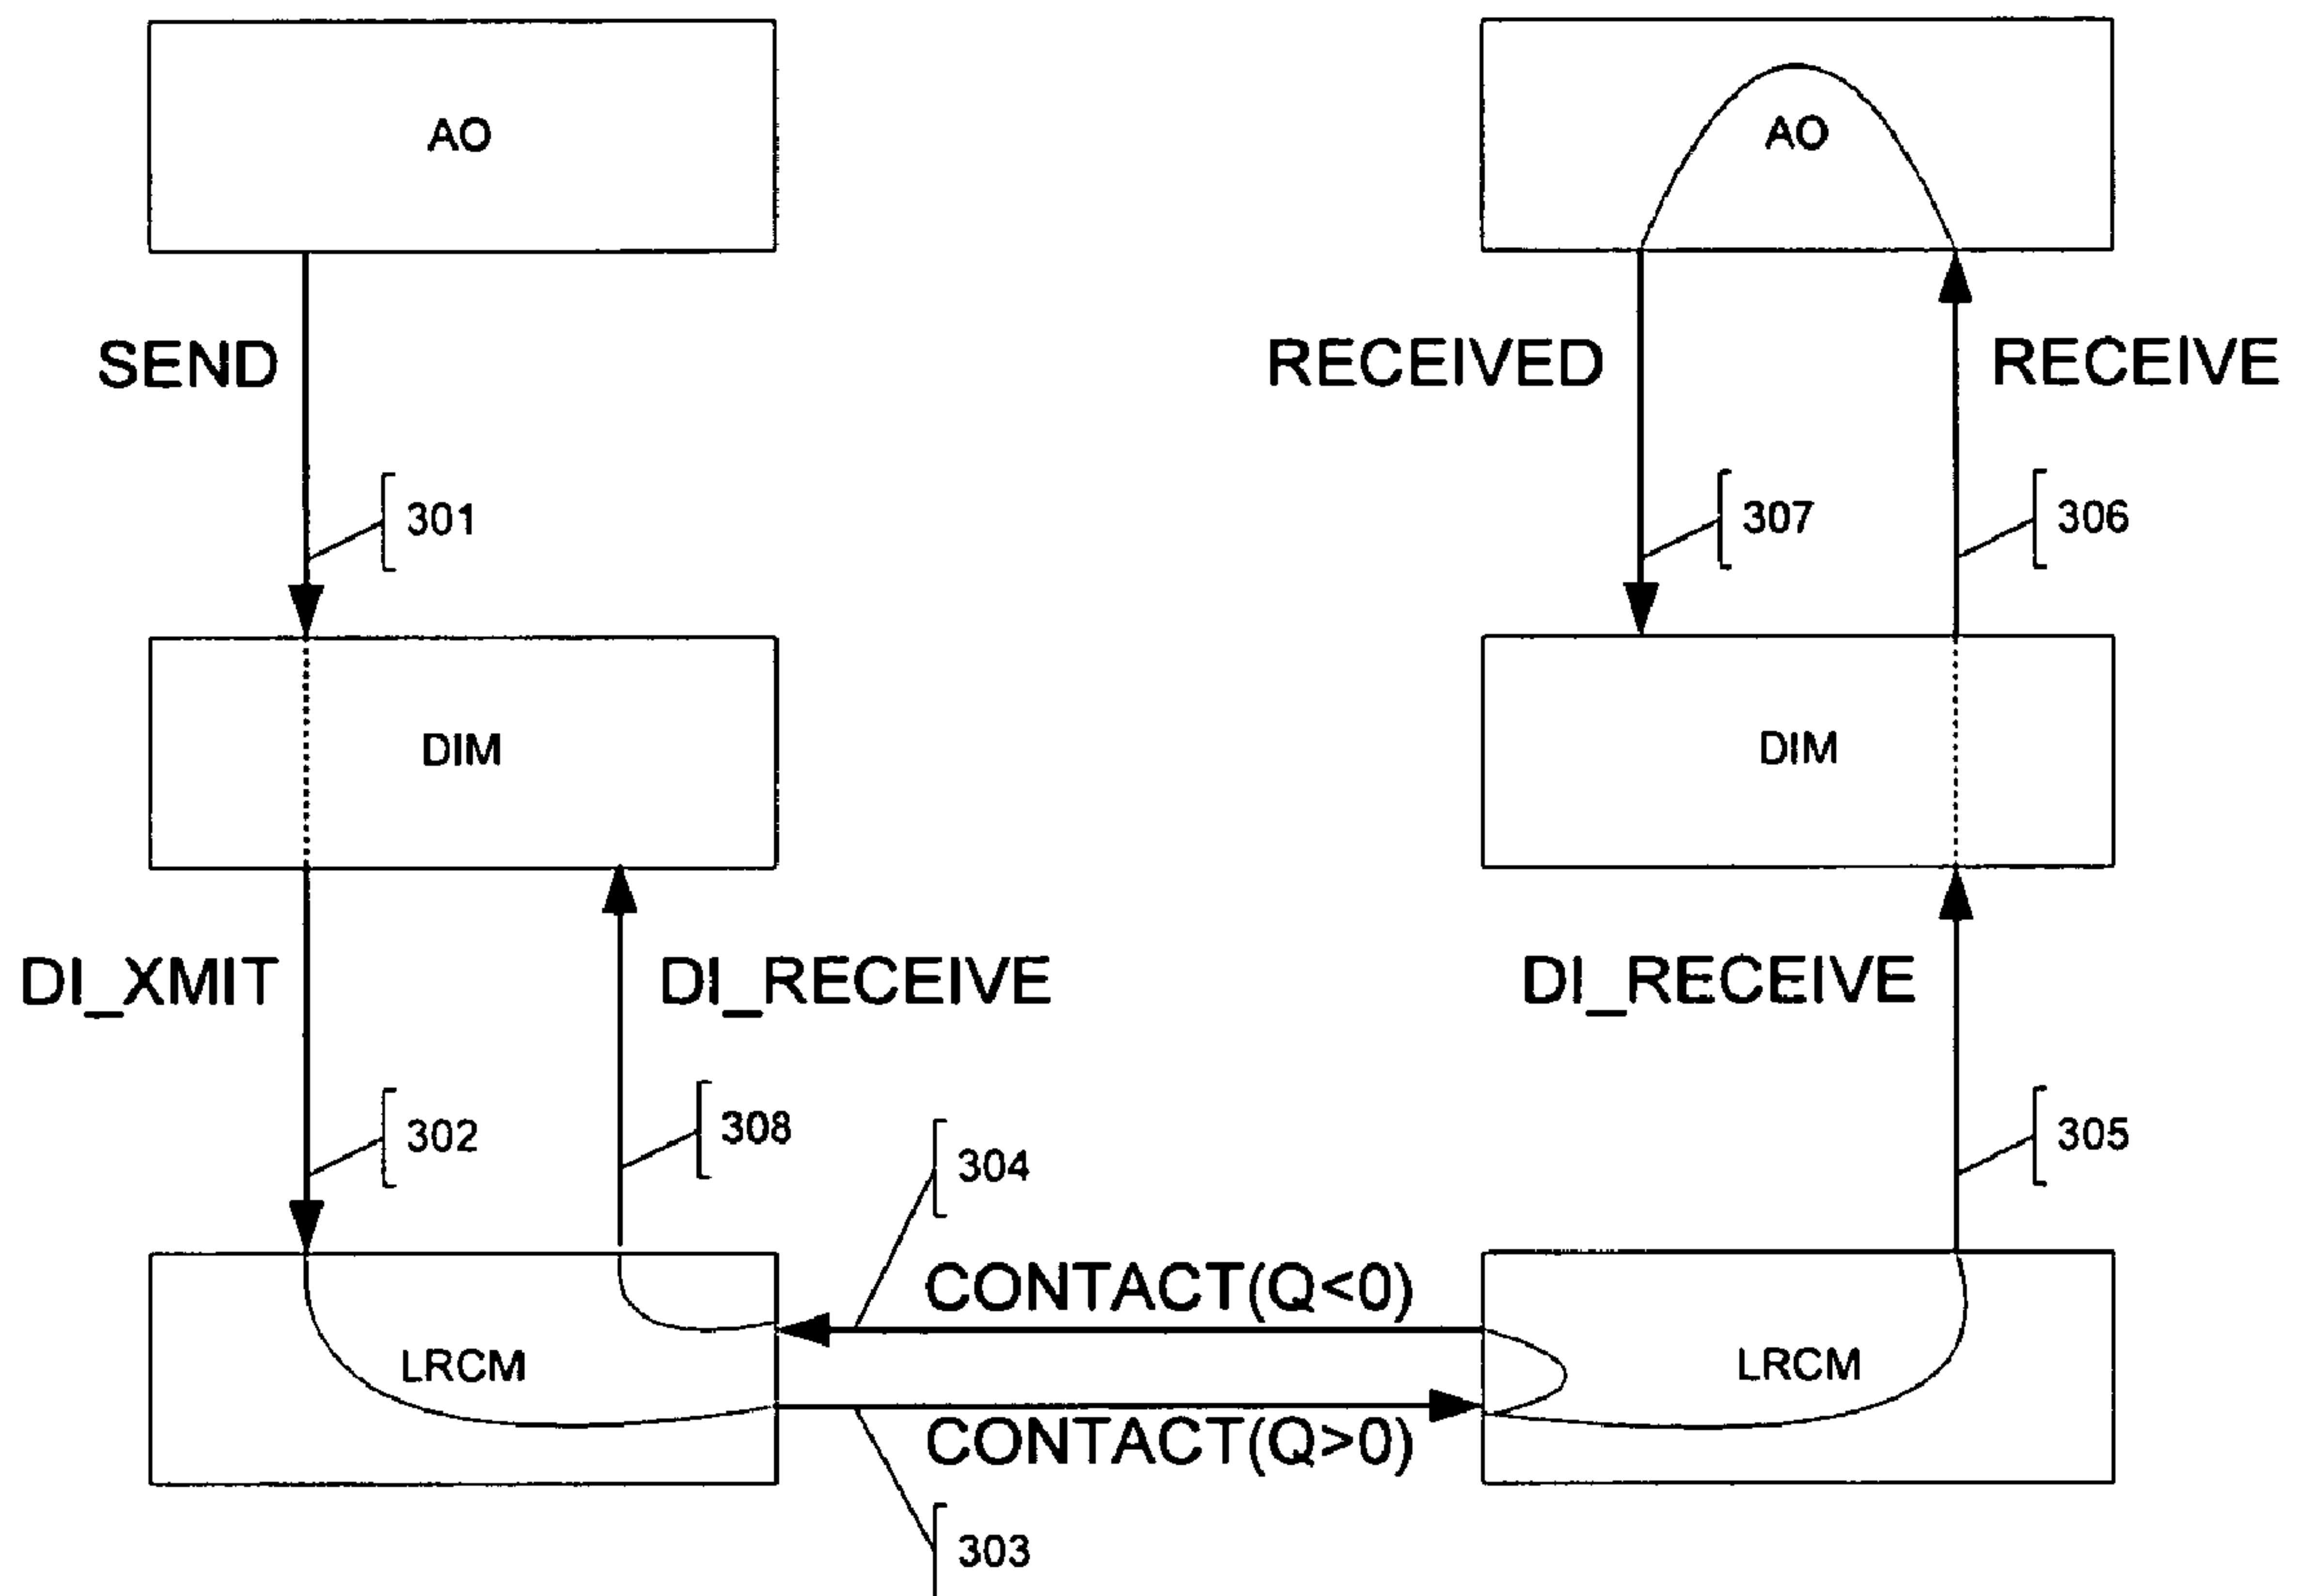 AO
AO
SEND
RECEIVED
RECEIVE
301
307
306
DIM
DIM
DI_XMIT
DI_RECEIVE
DI_RECEIVE
302
308
304
305
CONTACT(Q<0)
LRCM
LRCM
CONTACT(Q>0)
303